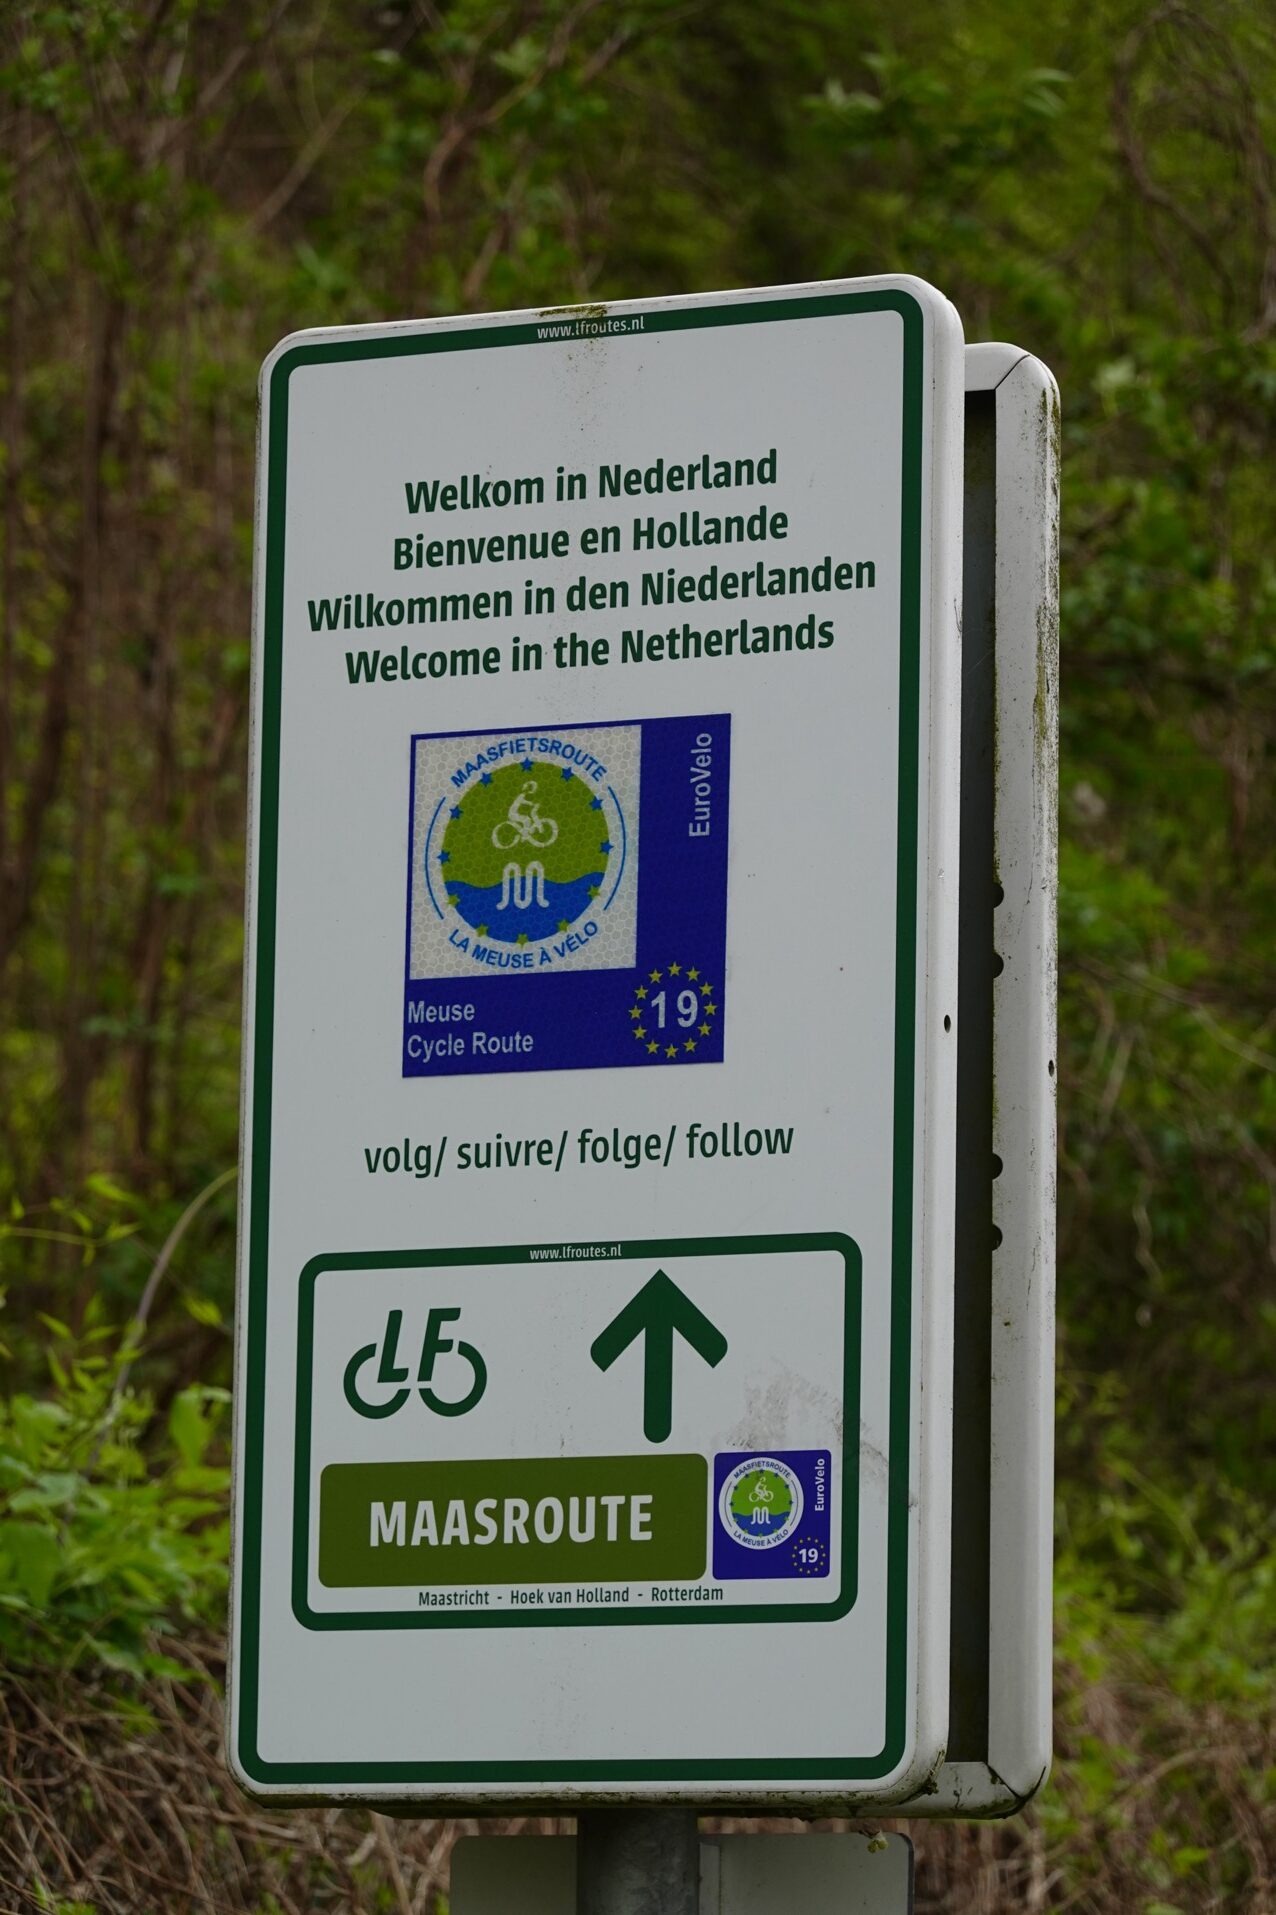 www.lfroutes.nl
Welkom in Nederland
Bienvenue en Hollande
Wilkommen in den Niederlanden
Welcome in the Netherlands
MAASFIETSROUTE
LA MEUSE À VÉLO
EuroVelo
Meuse
Cycle Route
19
volg/ suivre/ folge/ follow
www.lfroutes.nl
LF
MAASROUTE
MAASFIETSROUTE
LA MEUSE À VÉLO
EuroVelo
19
Maastricht - Hoek van Holland - Rotterdam